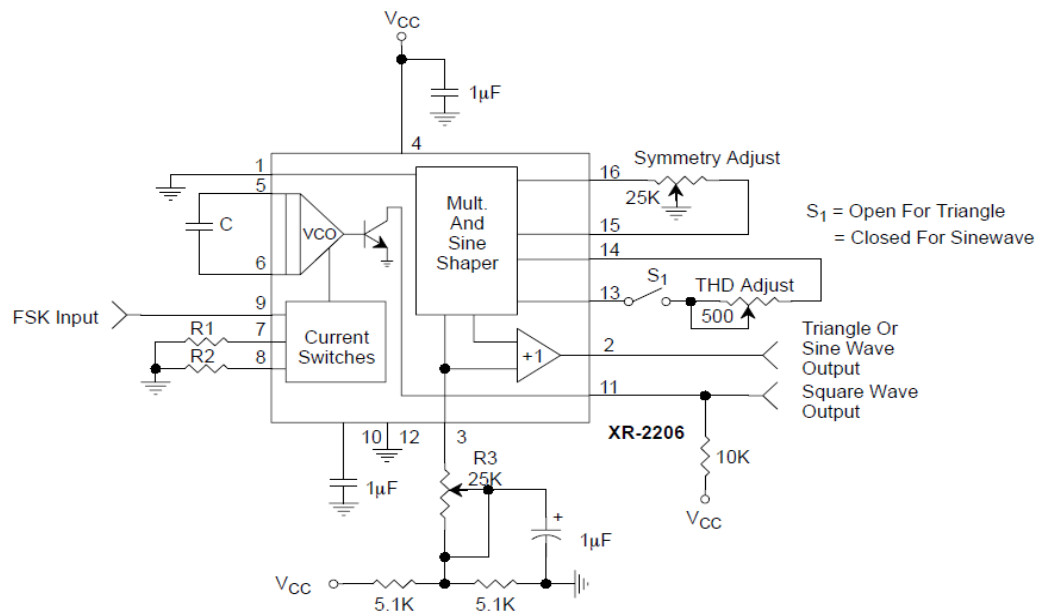 VCC
1µF
4
1
5
C
6
VCO
Mult.
And
Sine
Shaper
16
Symmetry Adjust
25K
15
14
S1 = Open For Triangle
= Closed For Sinewave
13
S1
THD Adjust
500
FSK Input
9
7
R1
8
R2
Current
Switches
+1
2
Triangle Or
Sine Wave
Output
11
Square Wave
Output
XR-2206
10
12
3
1µF
R3
25K
+
1µF
10K
VCC
VCC
5.1K
5.1K